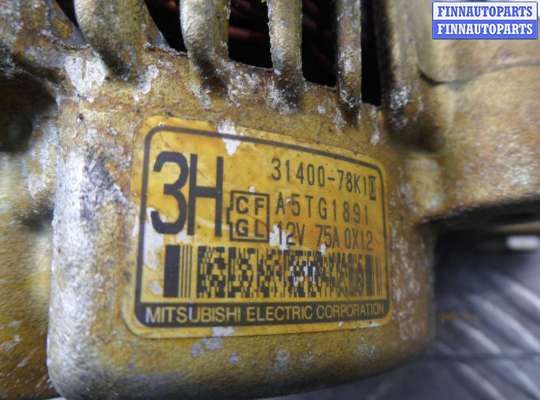 FINNAUTOPARTS
FINNAUTOPARTS
3H
31400-78K1
CF
GL
A5TG1891
12V 75A 0X12
MITSUBISHI ELECTRIC CORPORATION